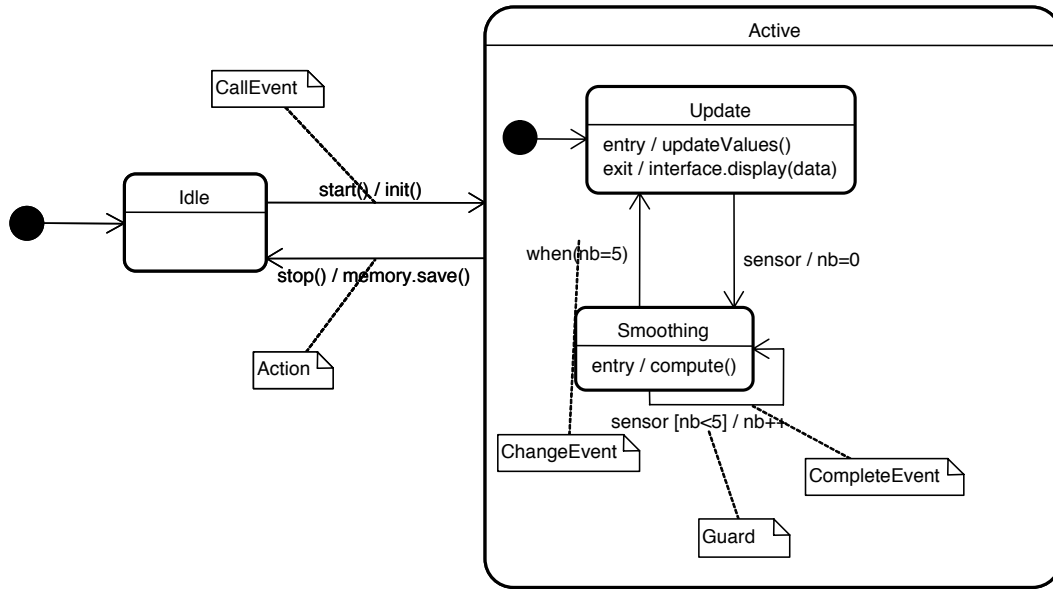 Active
CallEvent
Update
entry / updateValues()
exit / interface.display(data)
Idle
start() / init()
when(nb=5)
sensor / nb=0
stop() / memory.save()
Smoothing
entry / compute()
Action
sensor [nb<5] / nb++
ChangeEvent
CompleteEvent
Guard